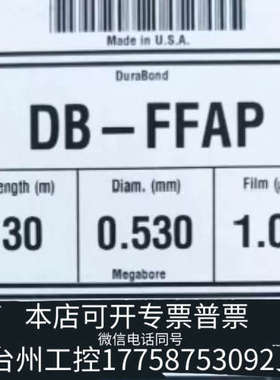 Made in U.S.A.
DuraBond
DB-FFAP
ength (m) Diam. (mm) Film (
30 0.530 1.0
Megabore
本店可开专票普票
微信电话同号
台州工控17758753092